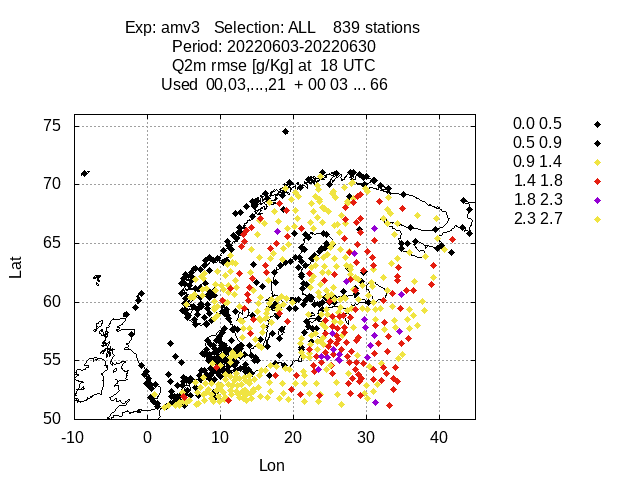 Exp: amv3 Selection: ALL 839 stations
Period: 20220603-20220630
Q2m rmse [g/Kg] at 18 UTC
Used 00,03,...,21 + 00 03 ... 66
75
70
65
60
55
50
Lat
-10 0 10 20 30 40
Lon
0.0 0.5
0.5 0.9
0.9 1.4
1.4 1.8
1.8 2.3
2.3 2.7